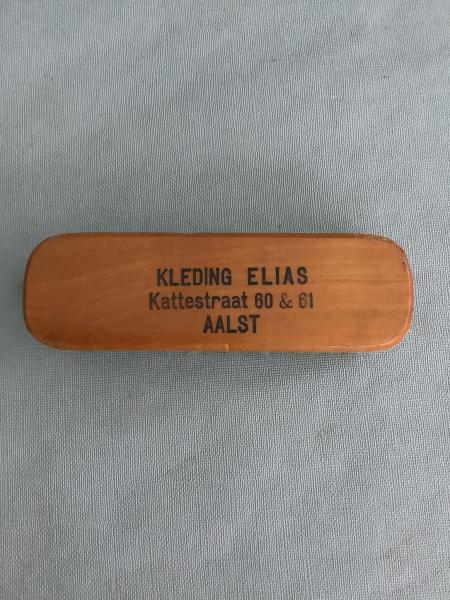 KLEDING ELIAS
Kattestraat 60 & 61
AALST